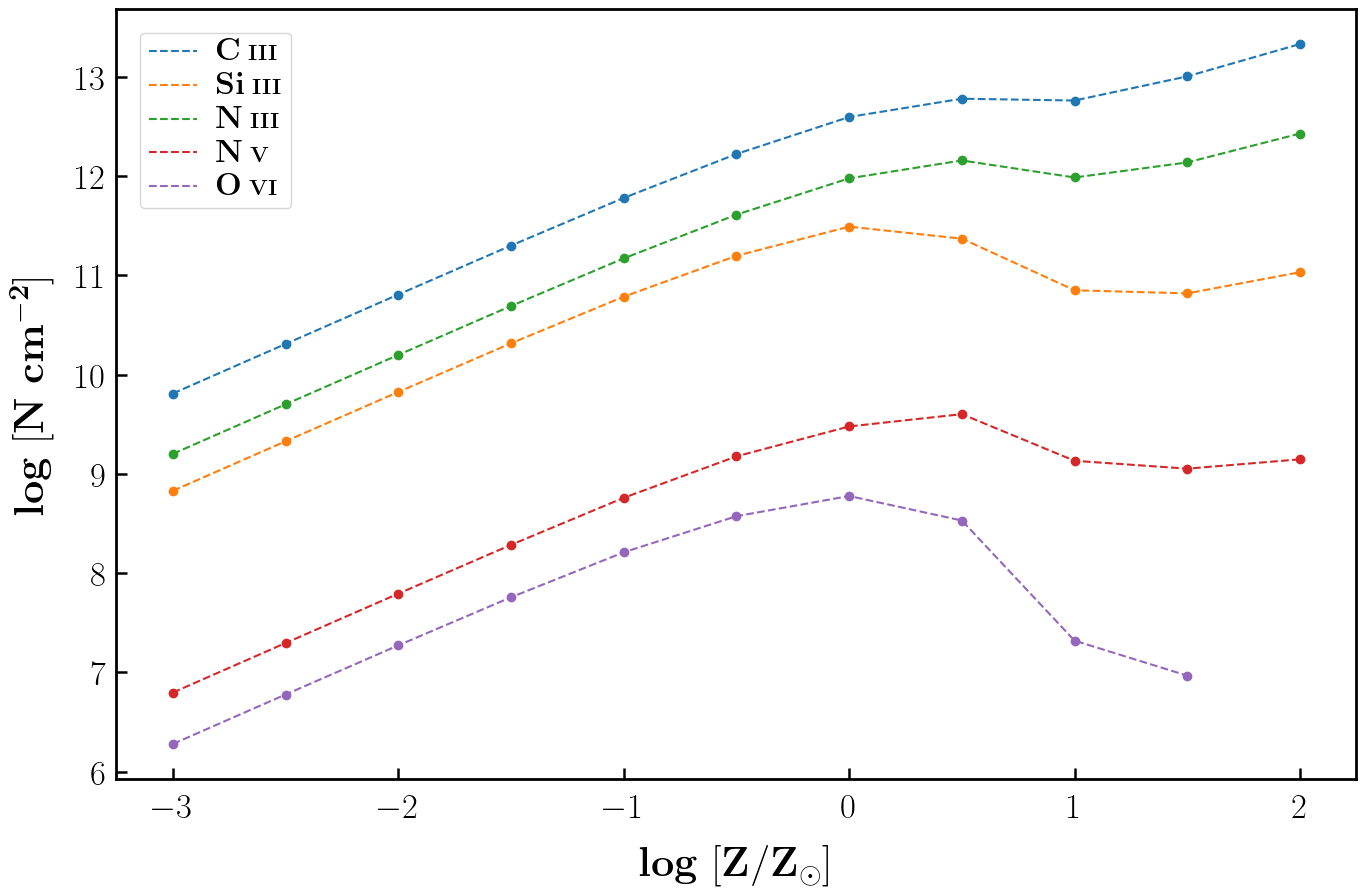 C III
Si III
N III
N V
O VI
13
12
11
10
9
8
7
6
log [N cm⁻²]
−3 −2 −1 0 1 2
log [Z/Z☉]